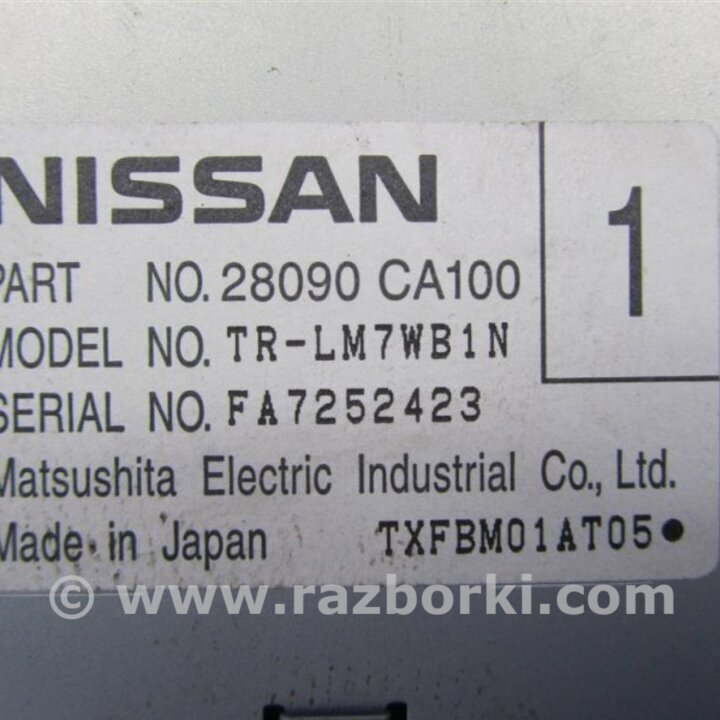 NISSAN
1
PART NO. 28090 CA100
MODEL NO. TR-LM7WB1N
SERIAL NO. FA7252423
Matsushita Electric Industrial Co., Ltd.
Made in Japan TXFBM01AT05●
© www.razborki.com